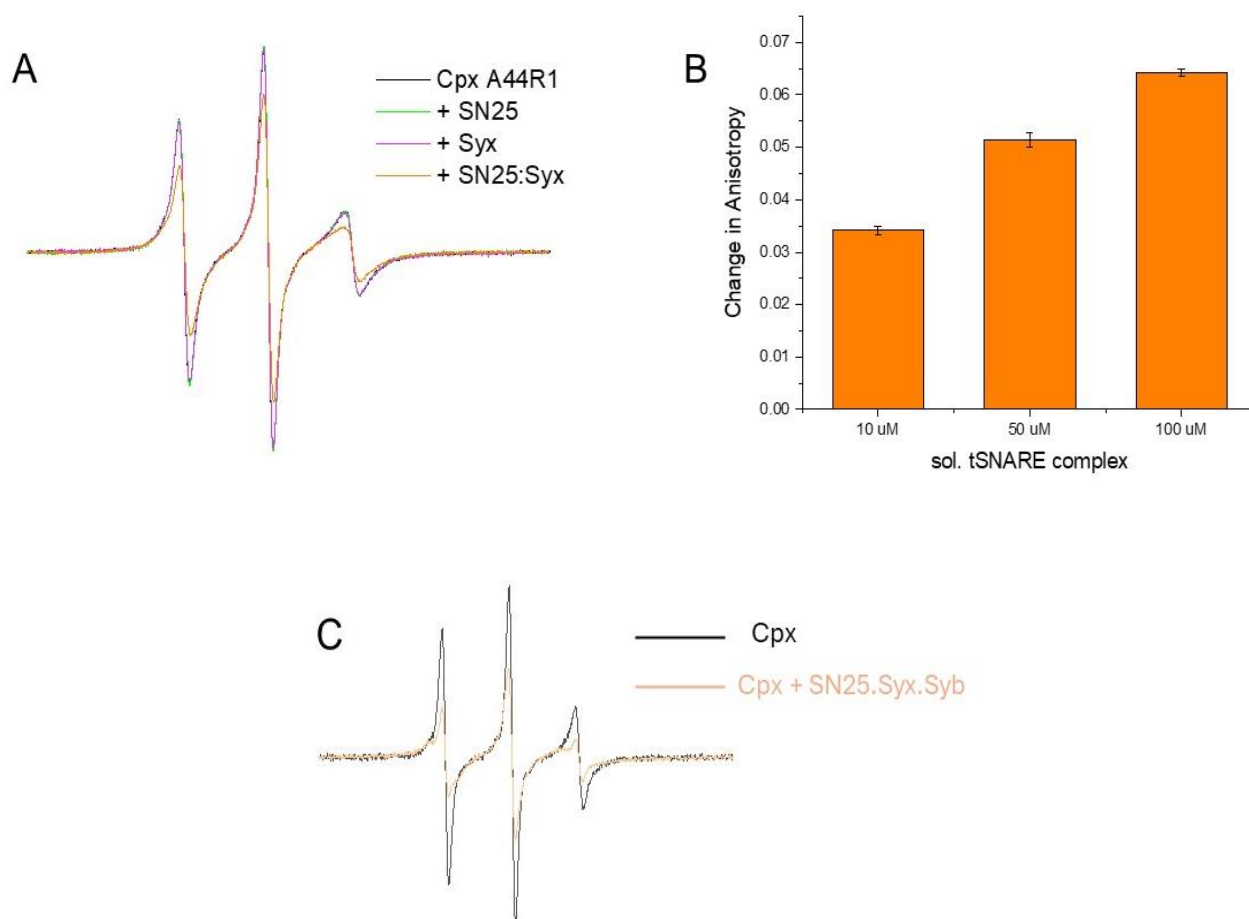 A
Cpx A44R1
+ SN25
+ Syx
+ SN25:Syx
B
Change in Anisotropy
0.07
0.06
0.05
0.04
0.03
0.02
0.01
0.00
10 uM 50 uM 100 uM
sol. tSNARE complex
C
Cpx
Cpx + SN25.Syx.Syb